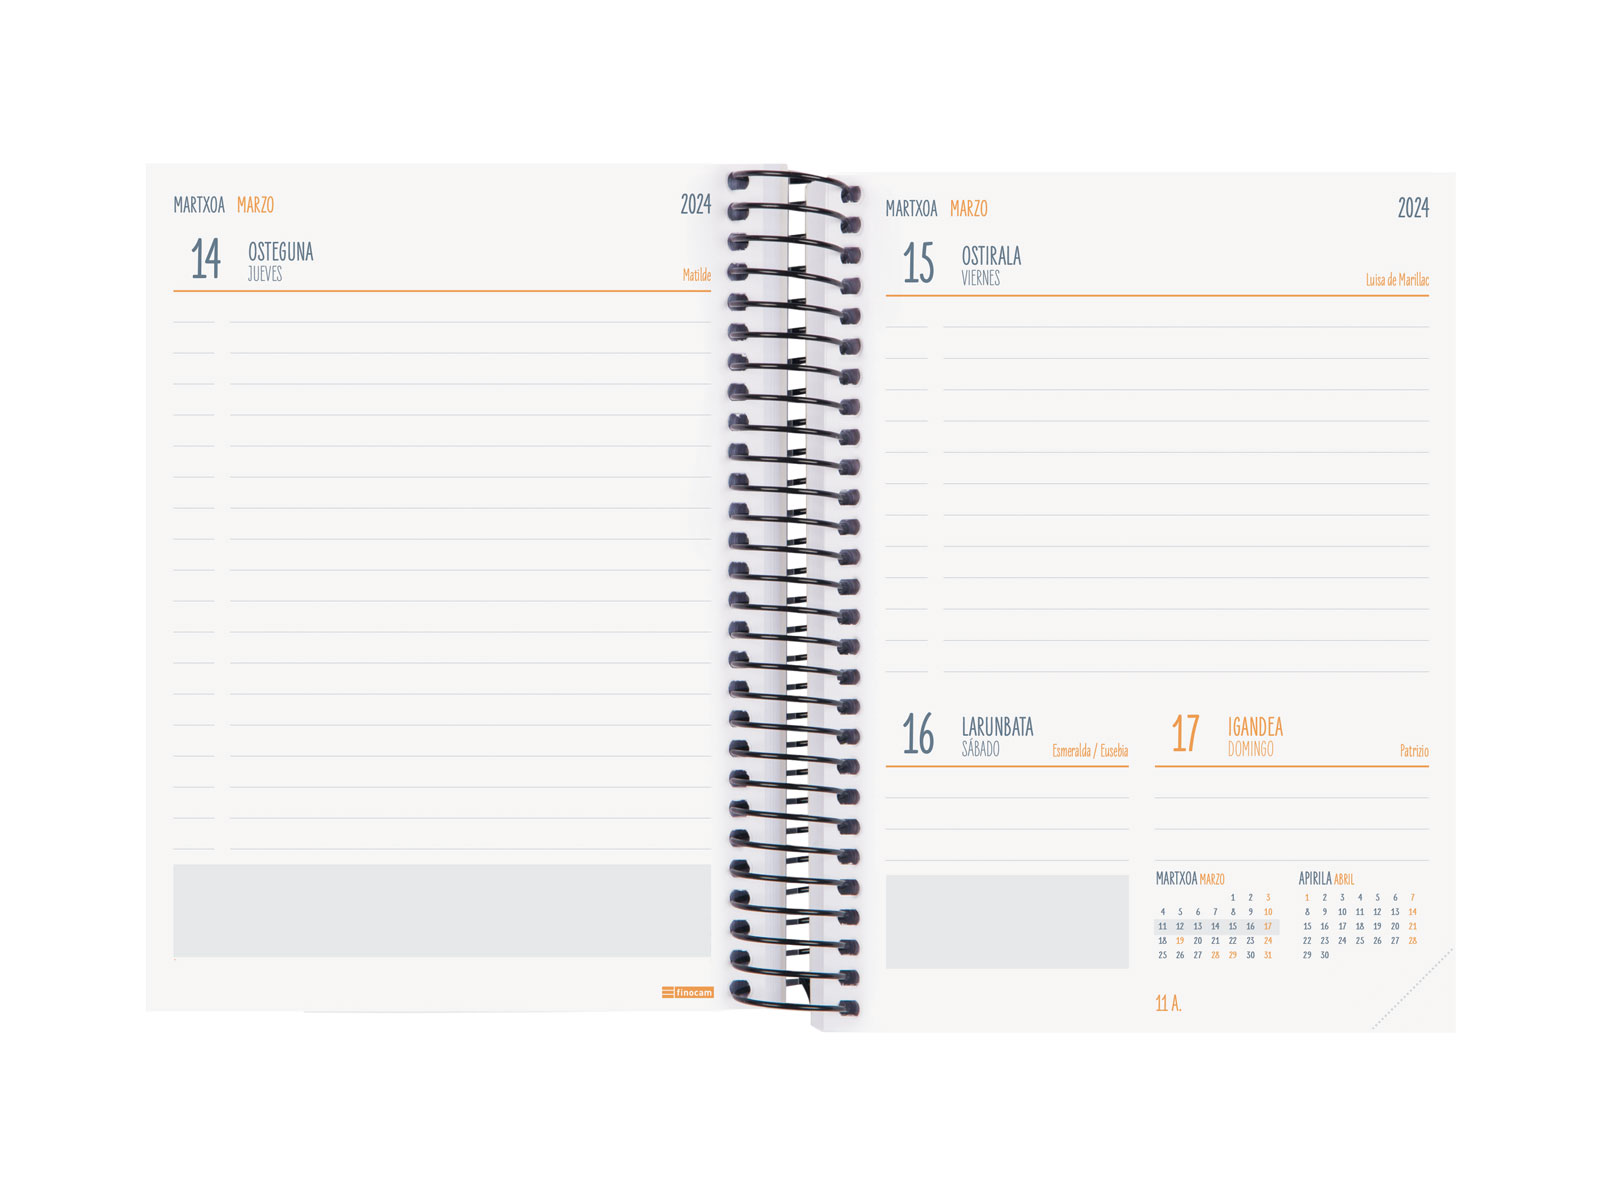 MARTXOA MARZO 2024
14 OSTEGUNA
JUEVES
Matilde
finocam
MARTXOA MARZO 2024
15 OSTIRALA
VIERNES
Luisa de Marillac
16 LARUNBATA
SÁBADO
Esmeralda / Eusebia
17 IGANDEA
DOMINGO
Patrizio
MARTXOA MARZO
1 2 3
4 5 6 7 8 9 10
11 12 13 14 15 16 17
18 19 20 21 22 23 24
25 26 27 28 29 30 31
APIRILA ABRIL
1 2 3 4 5 6 7
8 9 10 11 12 13 14
15 16 17 18 19 20 21
22 23 24 25 26 27 28
29 30
11 A.